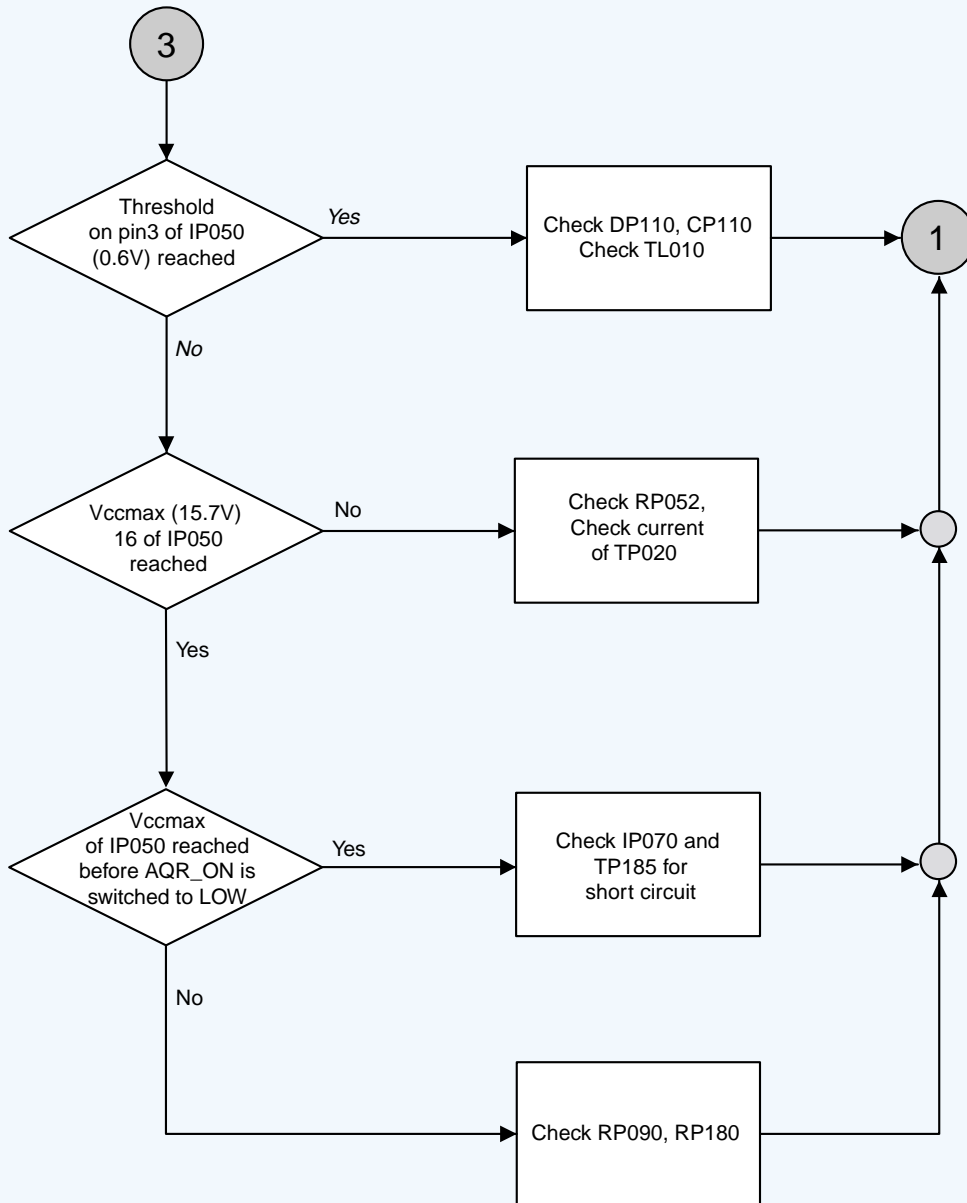 3
Threshold
on pin3 of IP050
(0.6V) reached
Yes
Check DP110, CP110
Check TL010
1
No
Vccmax (15.7V)
16 of IP050
reached
No
Check RP052,
Check current
of TP020
Yes
Vccmax
of IP050 reached
before AQR_ON is
switched to LOW
Yes
Check IP070 and
TP185 for
short circuit
No
Check RP090, RP180